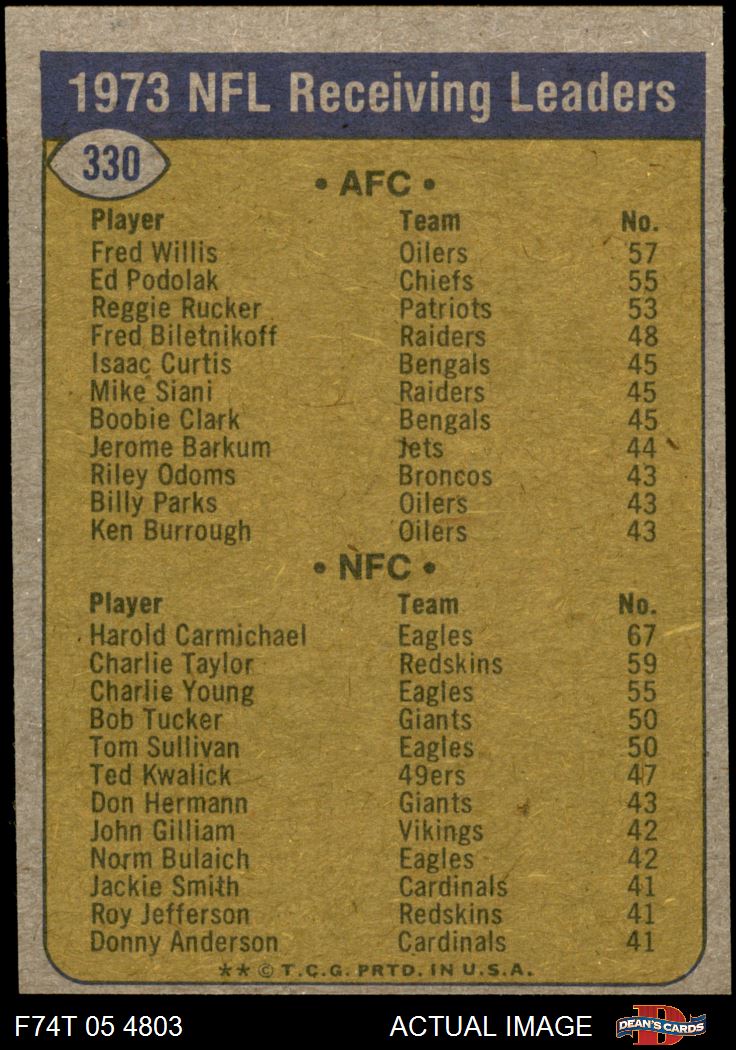 1973 NFL Receiving Leaders
330
• AFC •
Player Team No.
Fred Willis Oilers 57
Ed Podolak Chiefs 55
Reggie Rucker Patriots 53
Fred Biletnikoff Raiders 48
Isaac Curtis Bengals 45
Mike Siani Raiders 45
Boobie Clark Bengals 45
Jerome Barkum Jets 44
Riley Odoms Broncos 43
Billy Parks Oilers 43
Ken Burrough Oilers 43
• NFC •
Player Team No.
Harold Carmichael Eagles 67
Charlie Taylor Redskins 59
Charlie Young Eagles 55
Bob Tucker Giants 50
Tom Sullivan Eagles 50
Ted Kwalick 49ers 47
Don Hermann Giants 43
John Gilliam Vikings 42
Norm Bulaich Eagles 42
Jackie Smith Cardinals 41
Roy Jefferson Redskins 41
Donny Anderson Cardinals 41
★★ © T.C.G. PRTD. IN U.S.A.
F74T 05 4803 ACTUAL IMAGE D DEAN'S CARDS